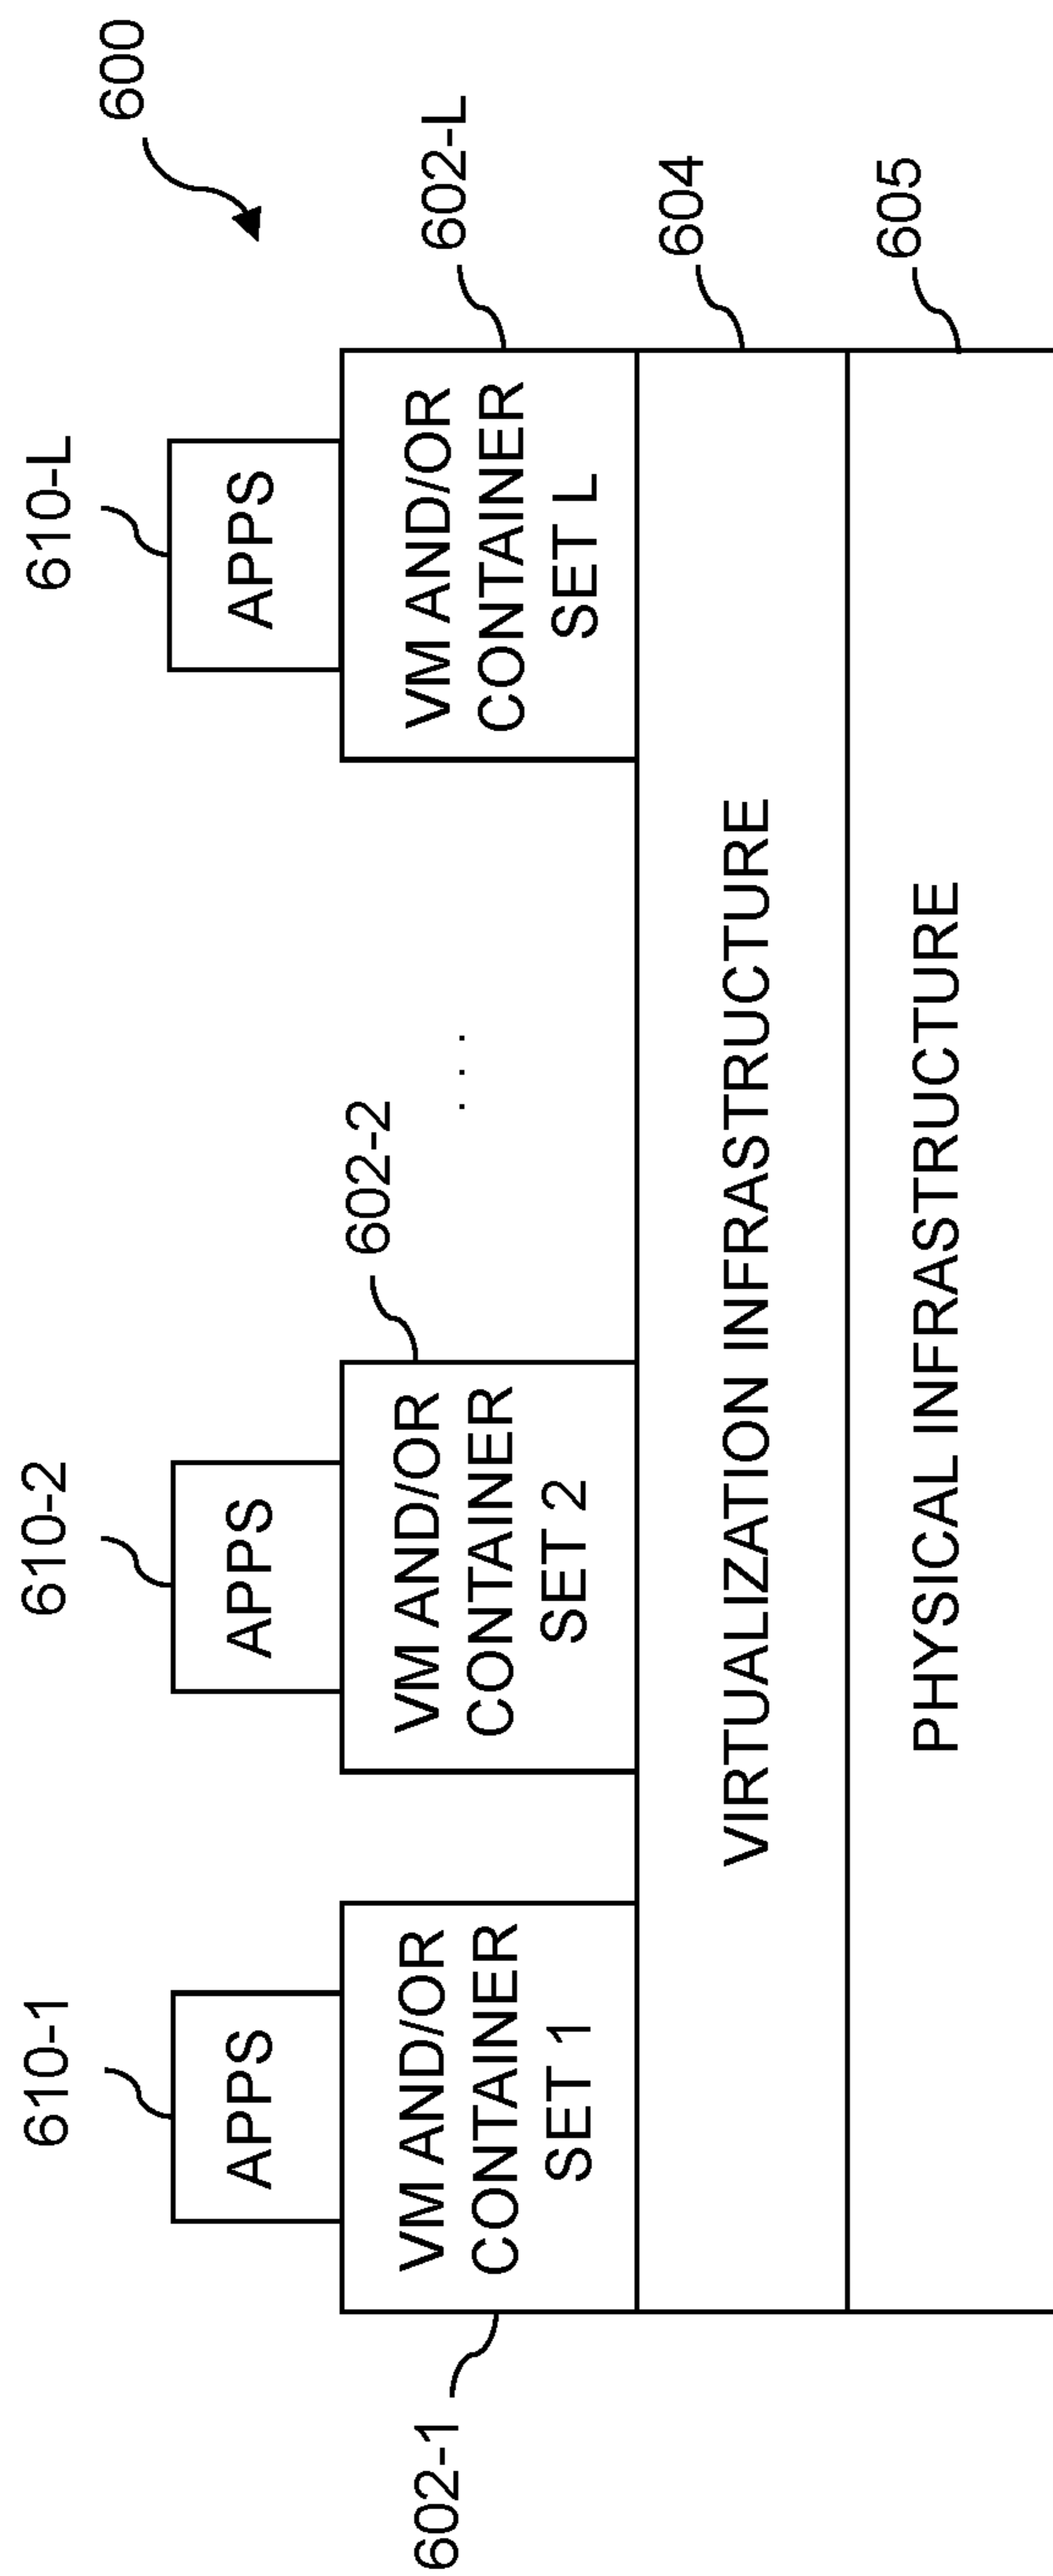 600
610-1
610-2
610-L
APPS
APPS
APPS
602-1
VM AND/OR
CONTAINER
SET 1
VM AND/OR
CONTAINER
SET 2
602-2
. . .
VM AND/OR
CONTAINER
SET L
602-L
VIRTUALIZATION INFRASTRUCTURE
604
PHYSICAL INFRASTRUCTURE
605